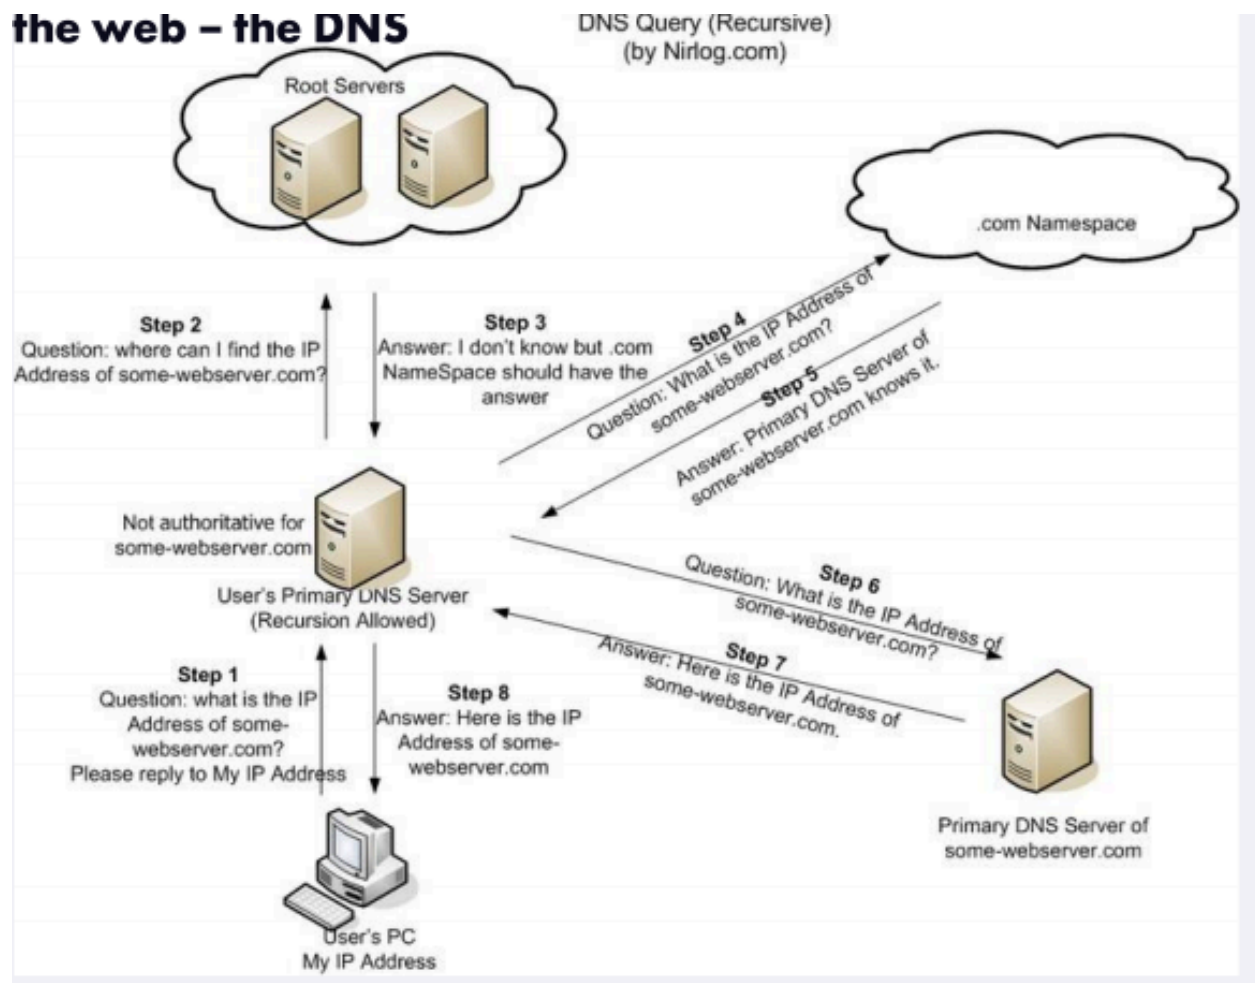 the web – the DNS
DNS Query (Recursive)
(by Nirlog.com)
Root Servers
.com Namespace
Step 2
Question: where can I find the IP
Address of some-webserver.com?
Step 3
Answer: I don't know but .com
NameSpace should have the
answer
Step 4
Question: What is the IP Address of
some-webserver.com?
Step 5
Answer: Primary DNS Server of
some-webserver.com knows it.
Not authoritative for
some-webserver.com
User's Primary DNS Server
(Recursion Allowed)
Step 6
Question: What is the IP Address of
some-webserver.com?
Step 7
Answer: Here is the IP Address of
some-webserver.com.
Step 1
Question: what is the IP
Address of some-
webserver.com?
Please reply to My IP Address
Step 8
Answer: Here is the IP
Address of some-
webserver.com
Primary DNS Server of
some-webserver.com
User's PC
My IP Address